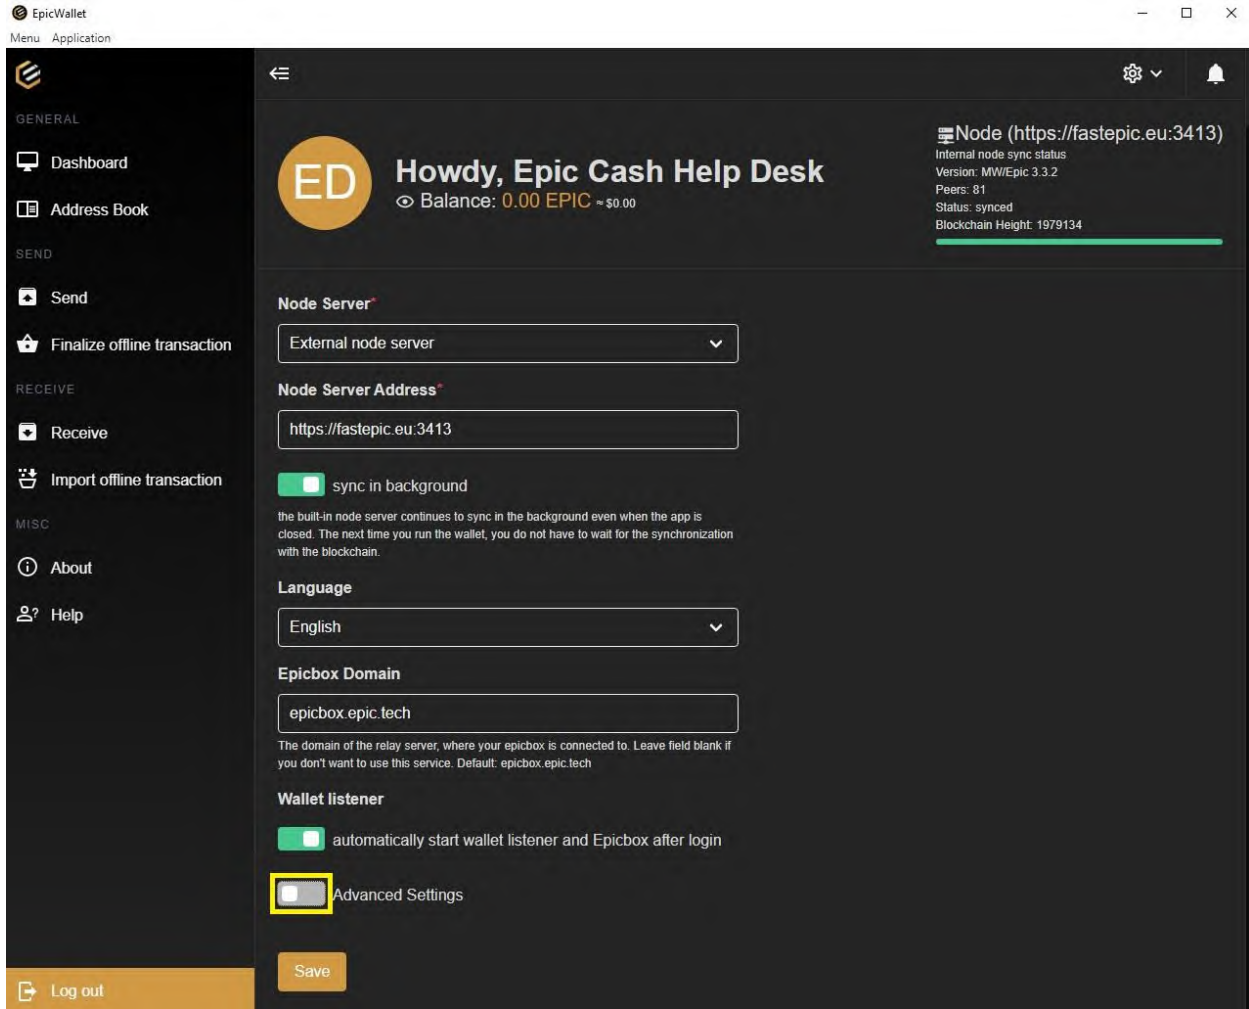 EpicWallet
Menu Application
GENERAL
Dashboard
Address Book
SEND
Send
Finalize offline transaction
RECEIVE
Receive
Import offline transaction
MISC
About
Help
Log out
ED
Howdy, Epic Cash Help Desk
Balance: 0.00 EPIC ≈ $0.00
Node (https://fastepic.eu:3413)
Internal node sync status
Version: MW/Epic 3.3.2
Peers: 81
Status: synced
Blockchain Height: 1979134
Node Server*
External node server
Node Server Address*
https://fastepic.eu:3413
sync in background
the built-in node server continues to sync in the background even when the app is
closed. The next time you run the wallet, you do not have to wait for the synchronization
with the blockchain.
Language
English
Epicbox Domain
epicbox.epic.tech
The domain of the relay server, where your epicbox is connected to. Leave field blank if
you don't want to use this service. Default: epicbox.epic.tech
Wallet listener
automatically start wallet listener and Epicbox after login
Advanced Settings
Save